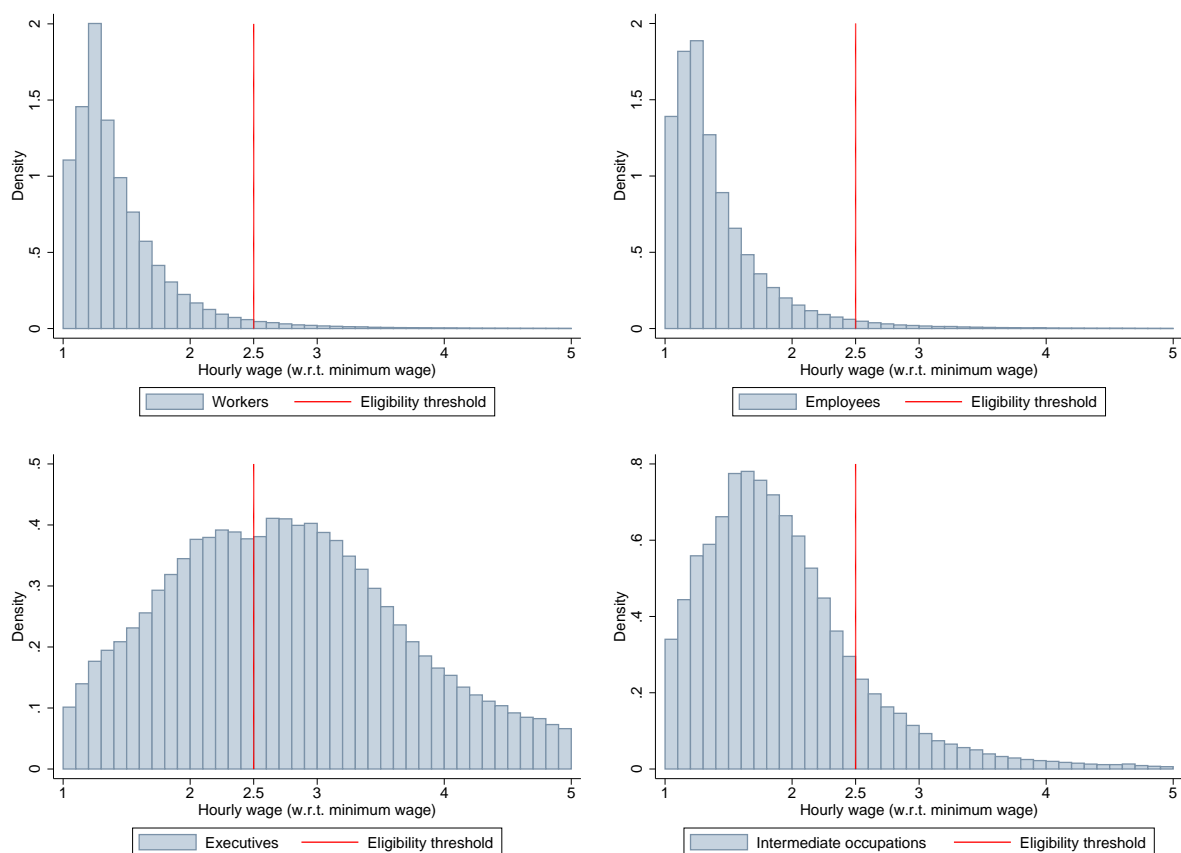 Density
2
1.5
1
.5
0
1 2 2.5 3 4 5
Hourly wage (w.r.t. minimum wage)
Workers Eligibility threshold
Density
2
1.5
1
.5
0
1 2 2.5 3 4 5
Hourly wage (w.r.t. minimum wage)
Employees Eligibility threshold
Density
.5
.4
.3
.2
.1
0
1 2 2.5 3 4 5
Hourly wage (w.r.t. minimum wage)
Executives Eligibility threshold
Density
.8
.6
.4
.2
0
1 2 2.5 3 4 5
Hourly wage (w.r.t. minimum wage)
Intermediate occupations Eligibility threshold